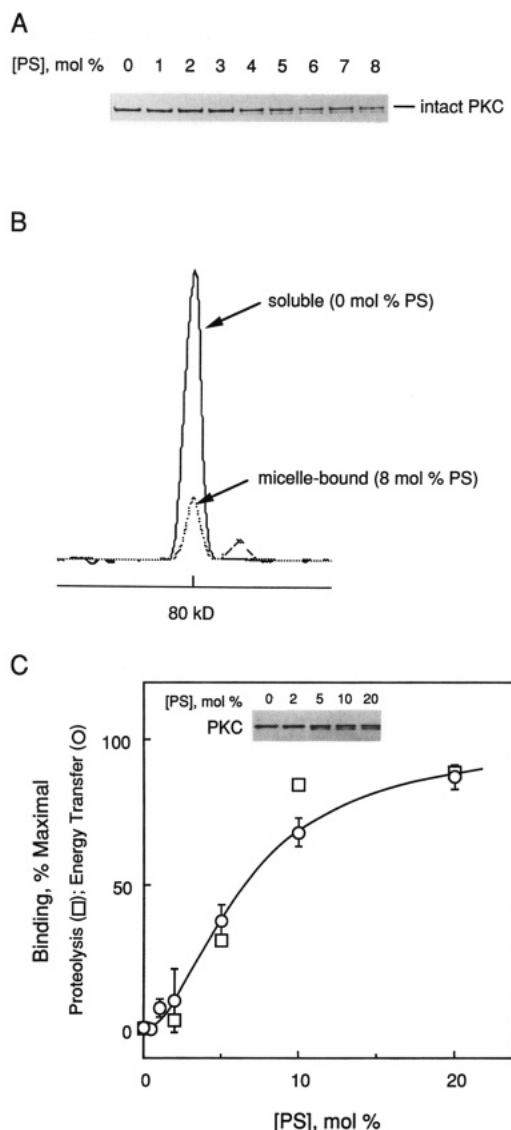 A
[PS], mol % 0 1 2 3 4 5 6 7 8
intact PKC
B
soluble (0 mol % PS)
micelle-bound (8 mol % PS)
80 kD
C
[PS], mol % 0 2 5 10 20
PKC
100
50
0
Binding, % Maximal
Proteolysis (□); Energy Transfer (O)
0 10 20
[PS], mol %